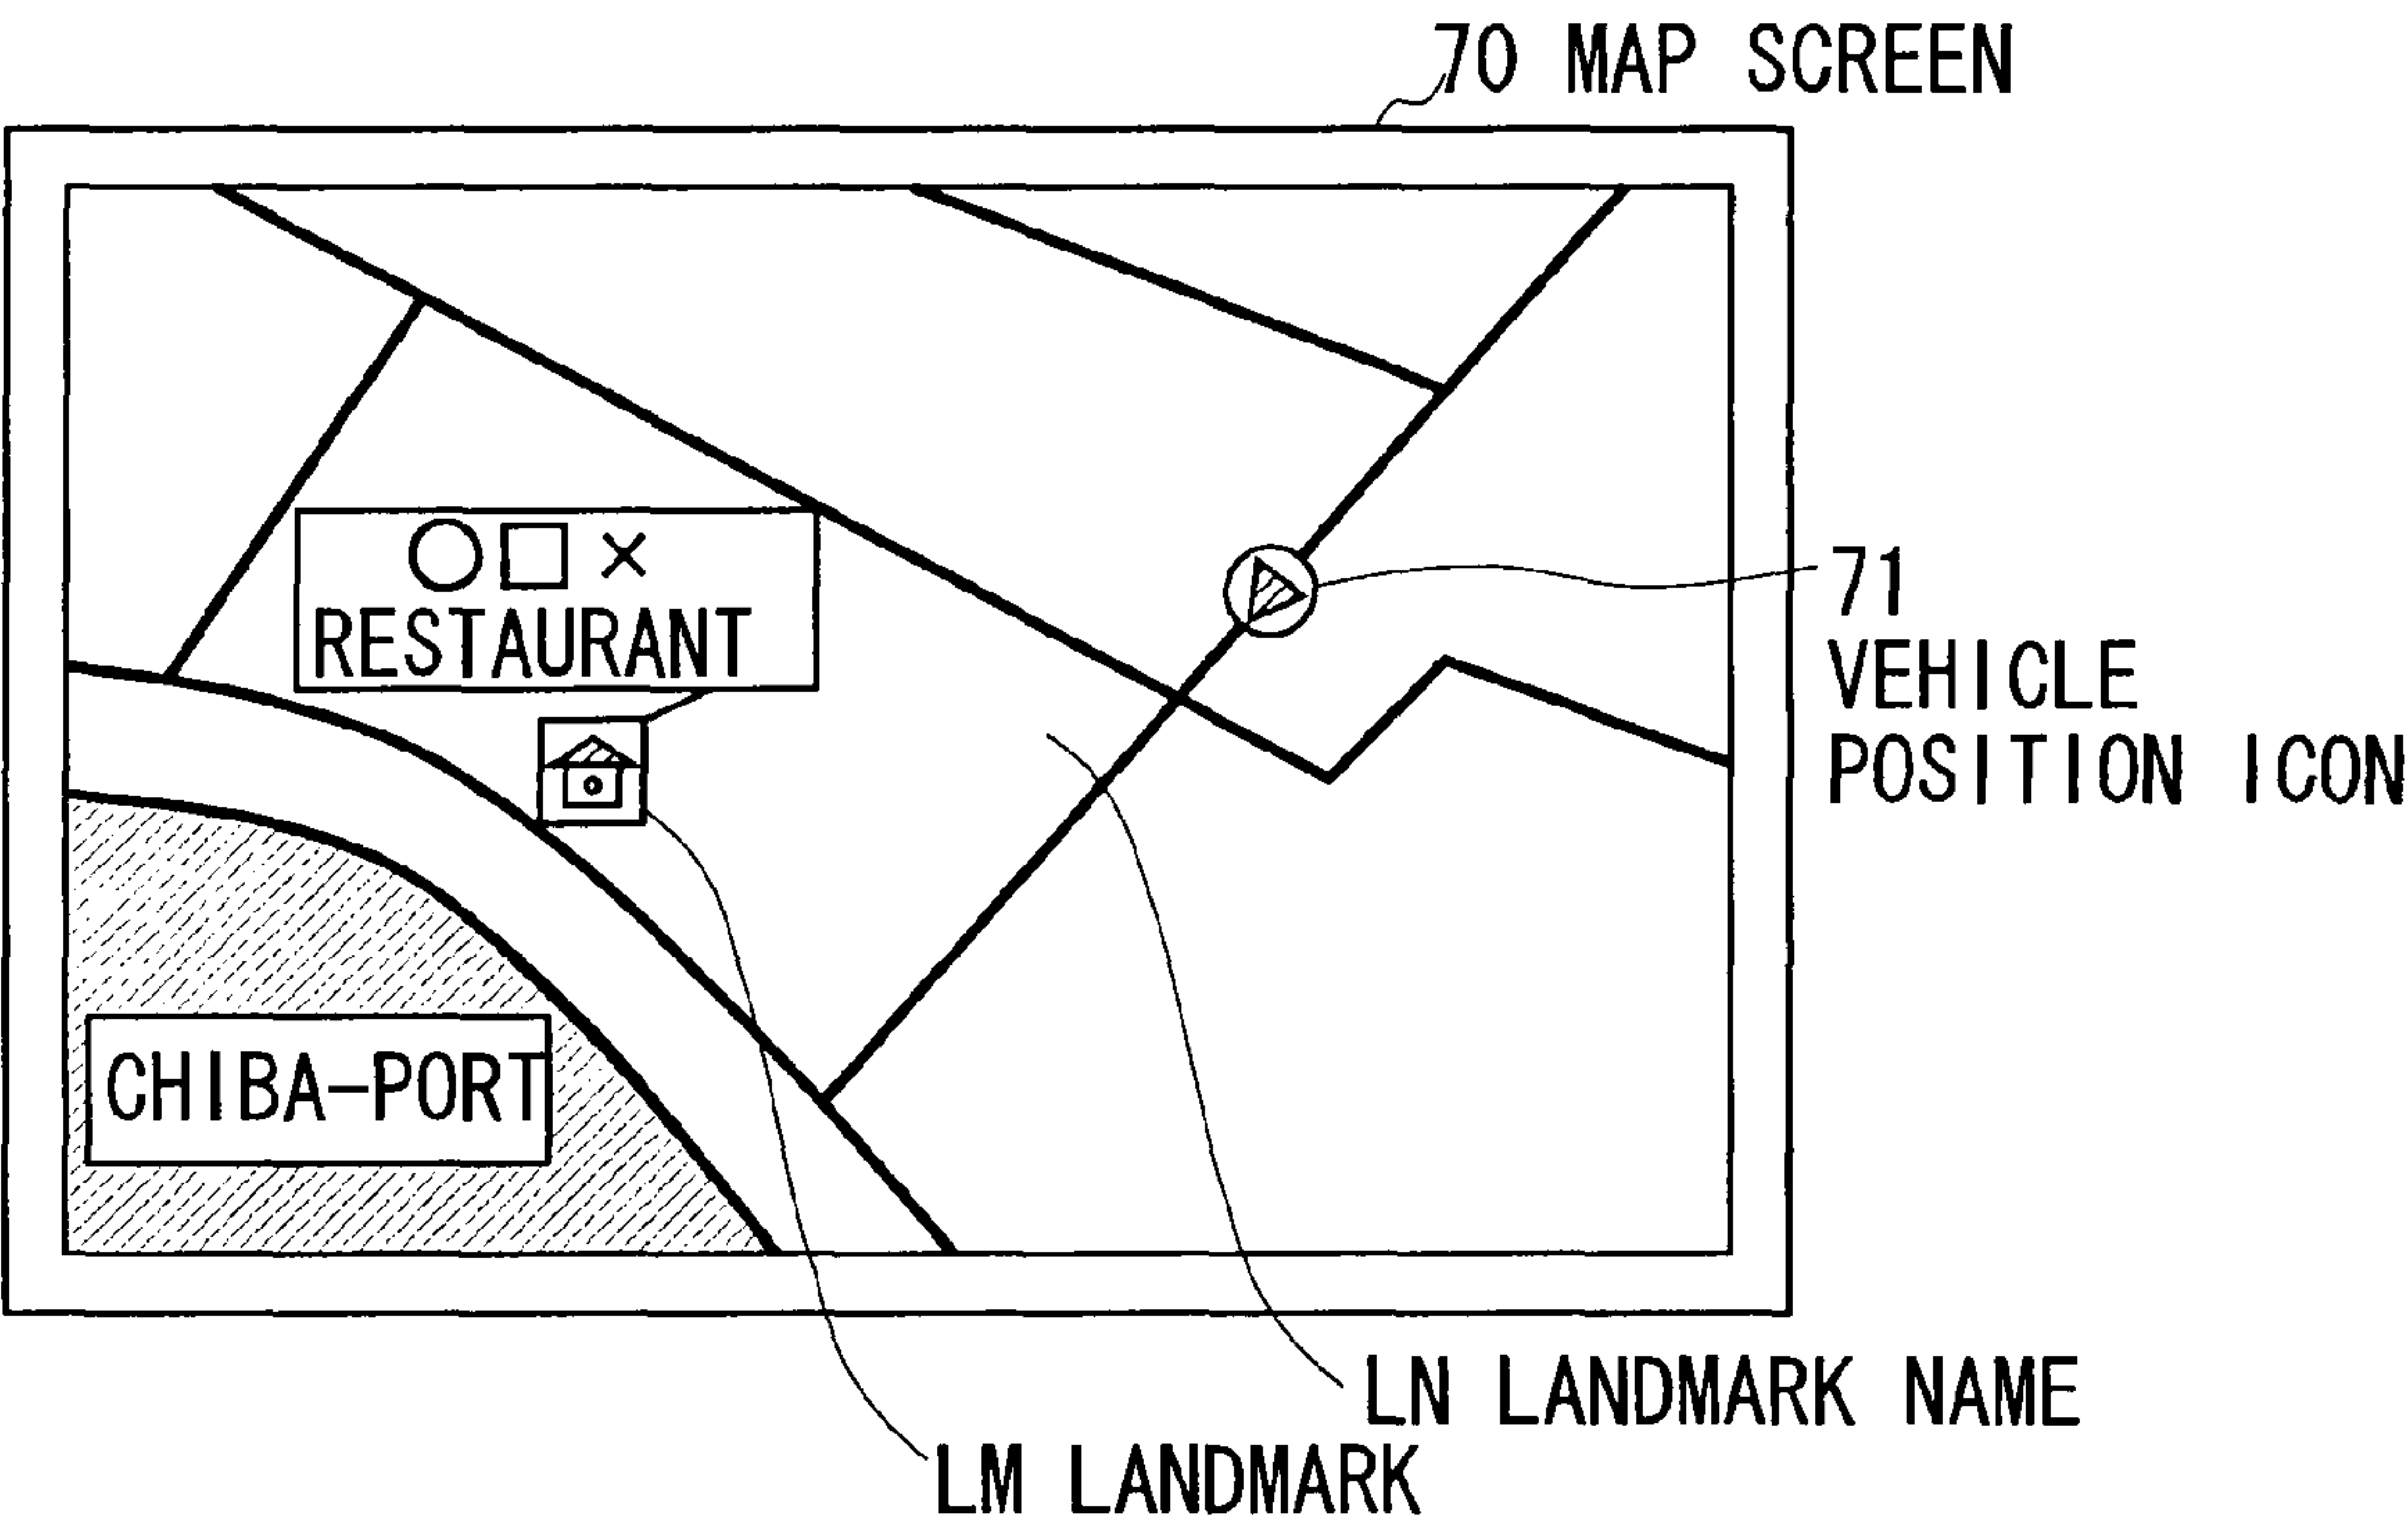 70 MAP SCREEN
○□×
RESTAURANT
71
VEHICLE
POSITION ICON
CHIBA-PORT
LN LANDMARK NAME
LM LANDMARK